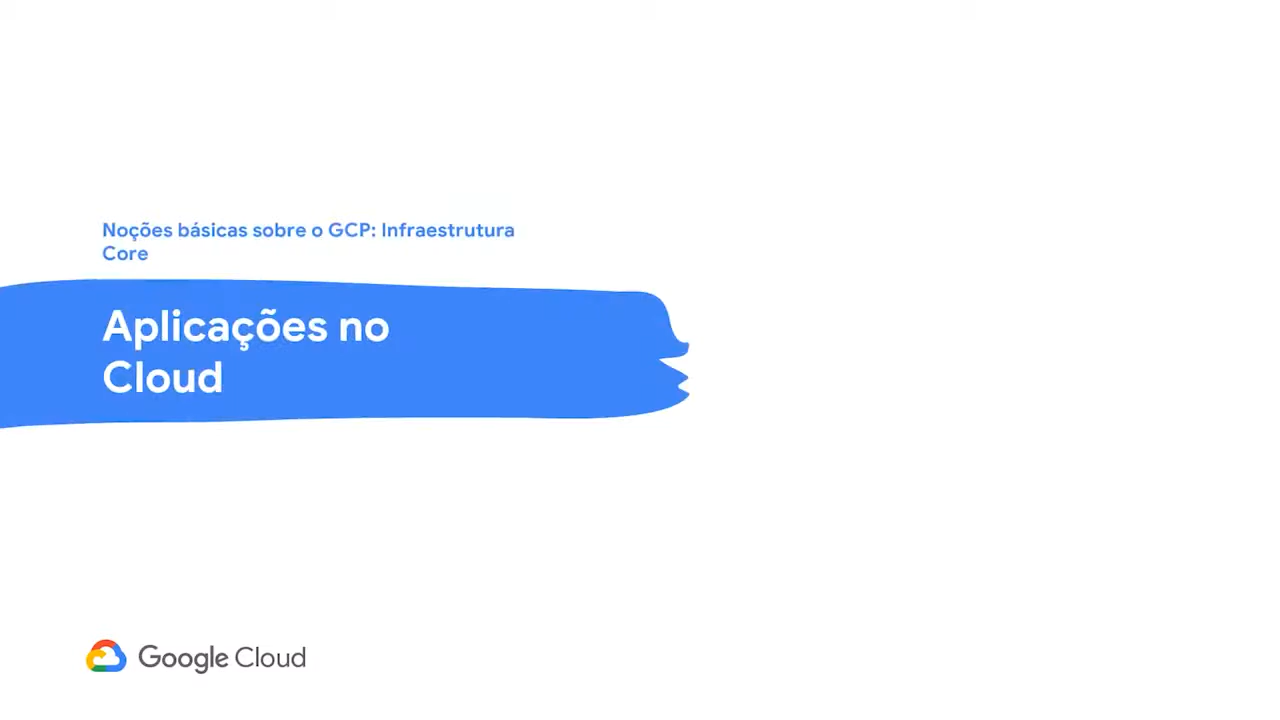 Noções básicas sobre o GCP: Infraestrutura
Core
Aplicações no
Cloud
Google Cloud